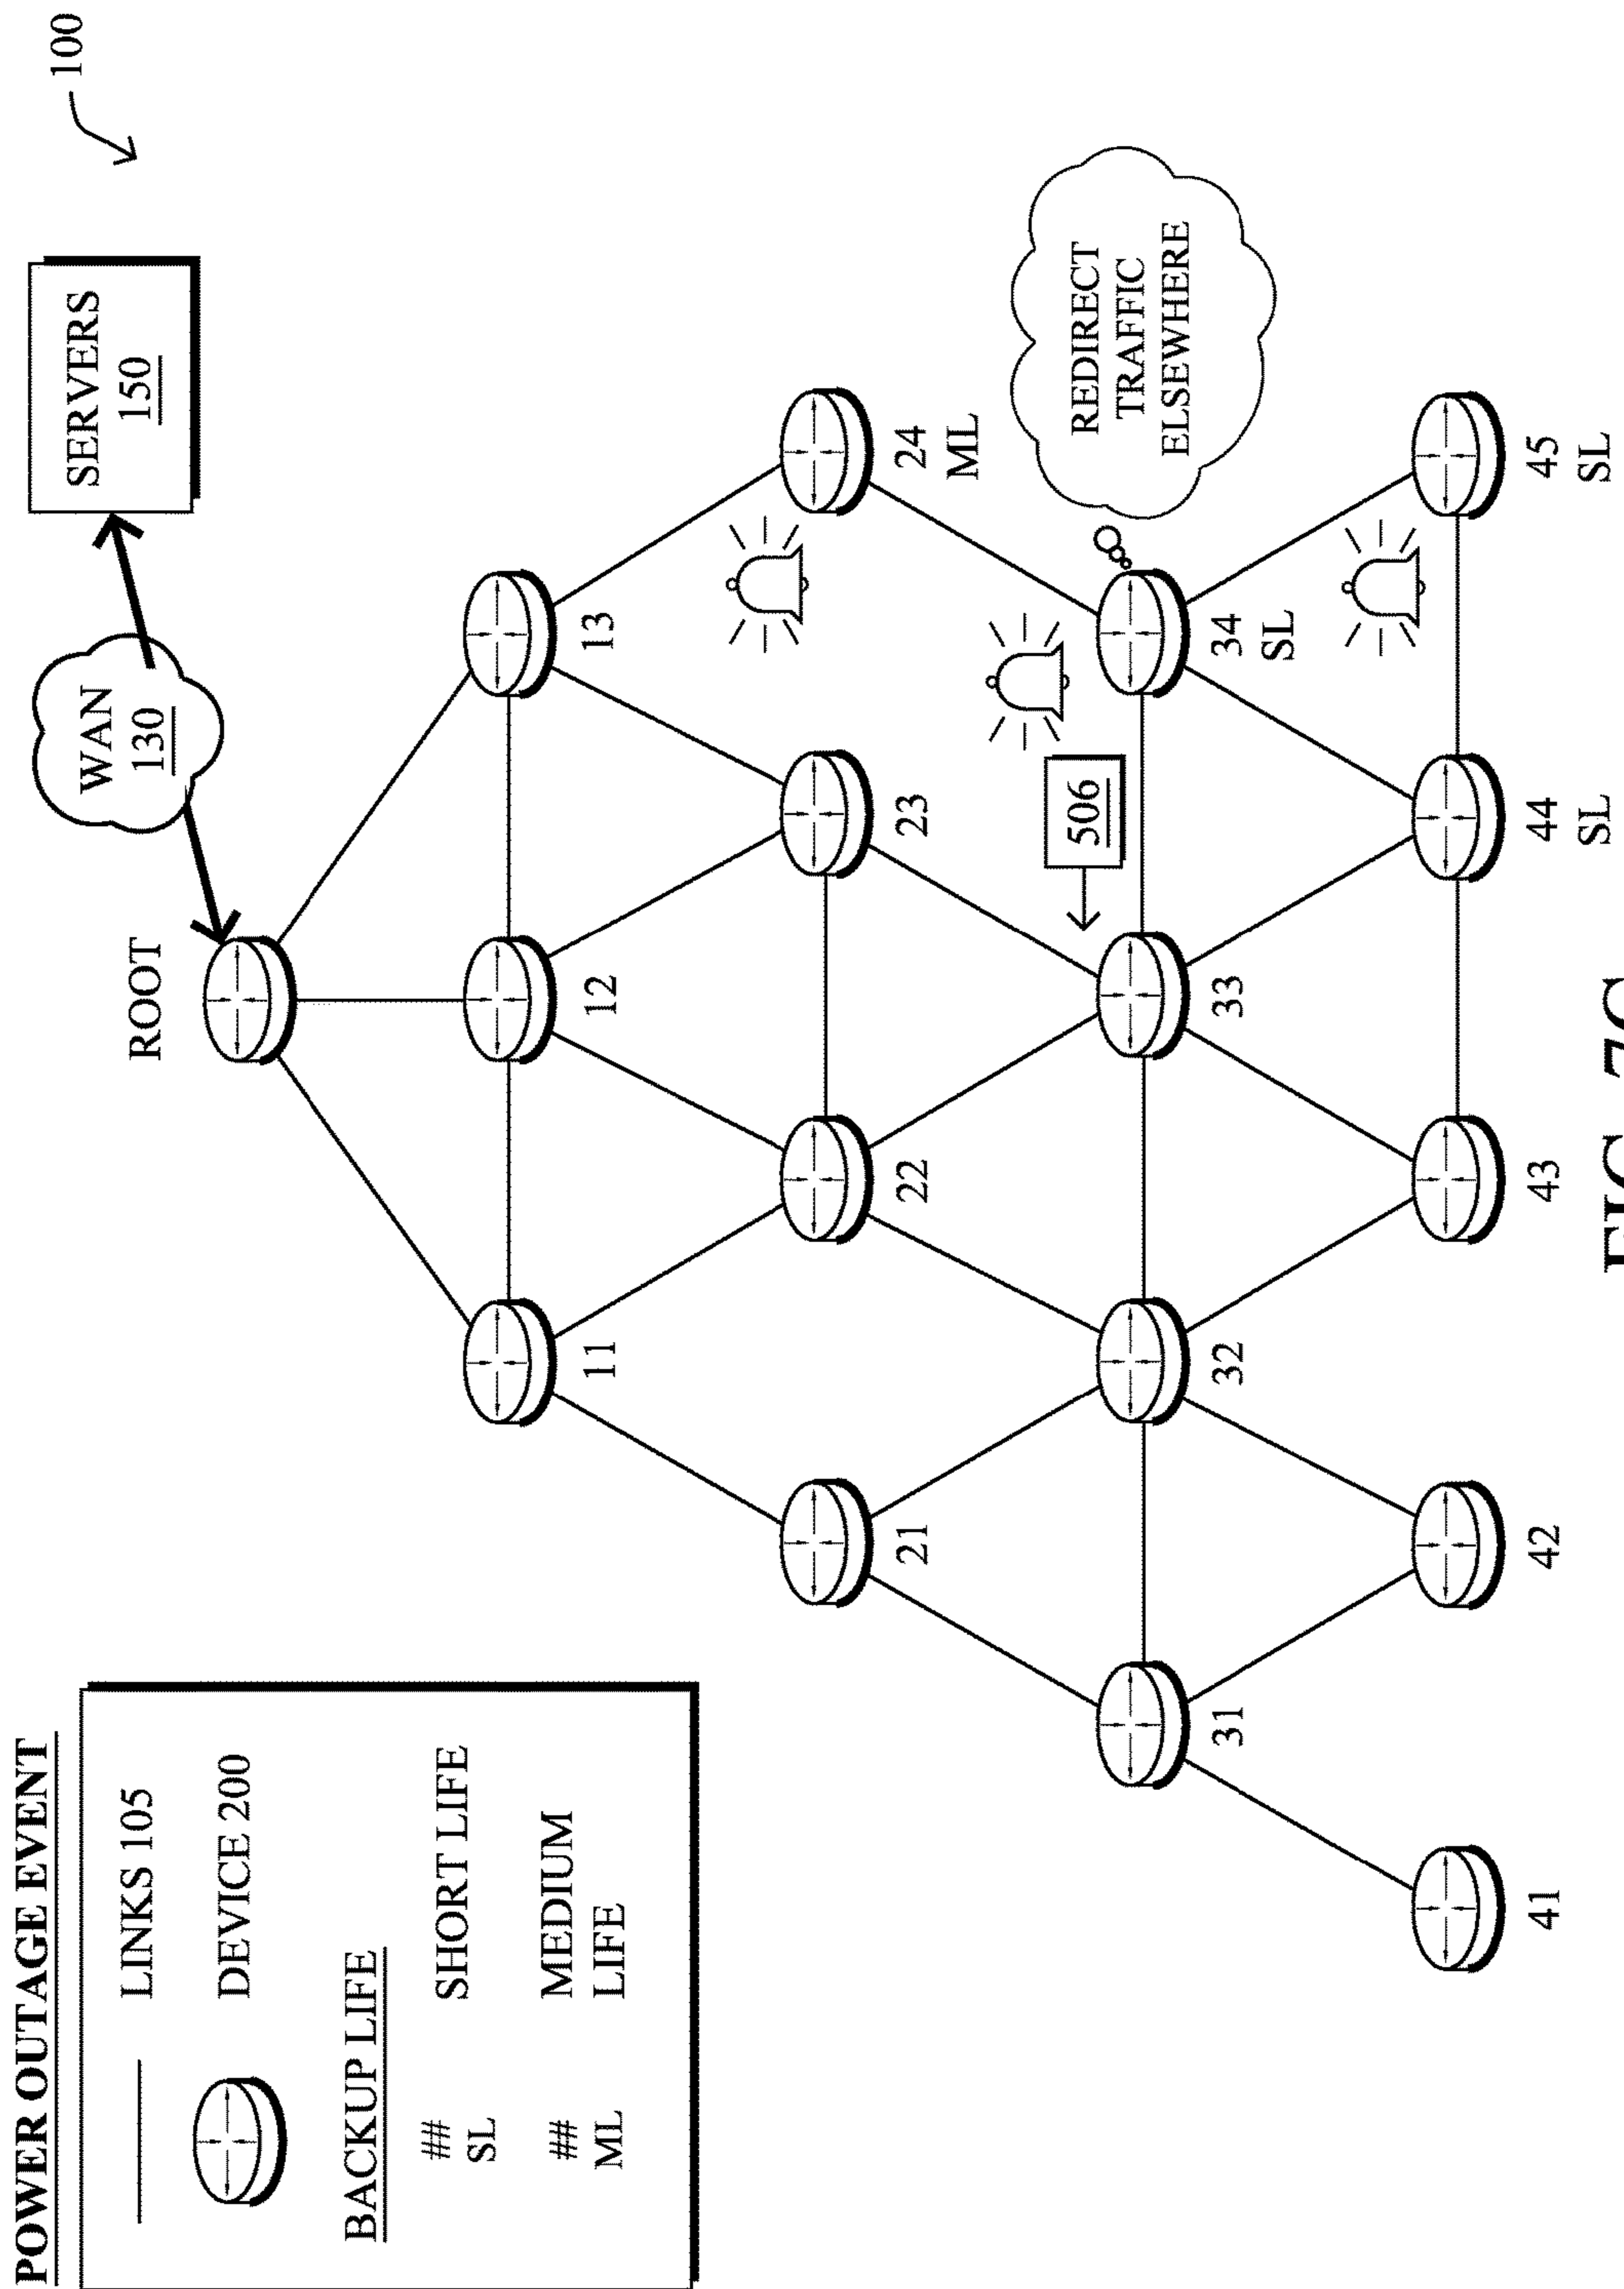 POWER OUTAGE EVENT
LINKS 105
DEVICE 200
BACKUP LIFE
##
SL
SHORT LIFE
##
ML
MEDIUM
LIFE
100
SERVERS
150
WAN
130
ROOT
11
12
13
21
22
23
24
ML
506
REDIRECT
TRAFFIC
ELSEWHERE
31
32
33
34
SL
41
42
43
44
SL
45
SL